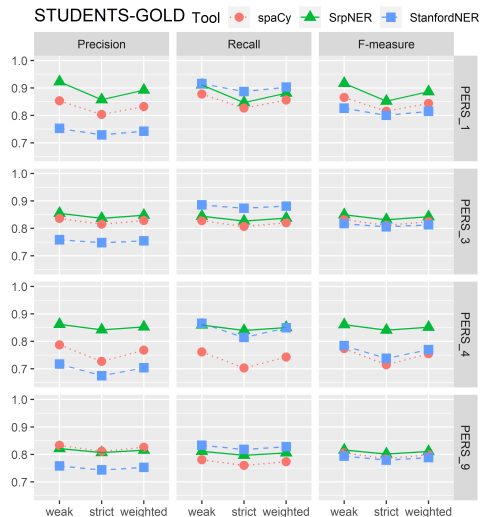 STUDENTS-GOLD Tool spaCy SrpNER StanfordNER
Precision Recall F-measure
1.0
0.9
0.8
0.7
PERS_1
1.0
0.9
0.8
0.7
PERS_3
1.0
0.9
0.8
0.7
PERS_4
1.0
0.9
0.8
0.7
PERS_9
weak strict weighted weak strict weighted weak strict weighted